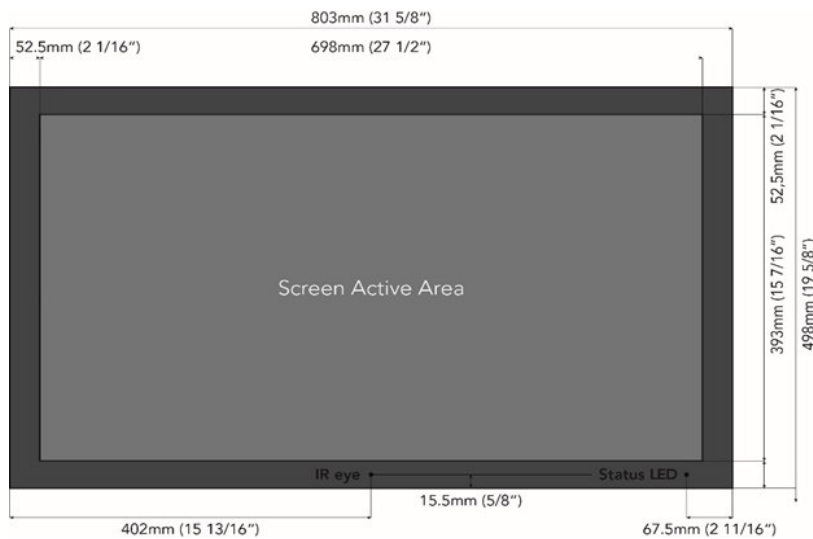 803mm (31 5/8“)
52.5mm (2 1/16“)
698mm (27 1/2“)
52,5mm (2 1/16“)
Screen Active Area
393mm (15 7/16“)
498mm (19 5/8“)
IR eye
Status LED
15.5mm (5/8“)
402mm (15 13/16“)
67.5mm (2 11/16“)